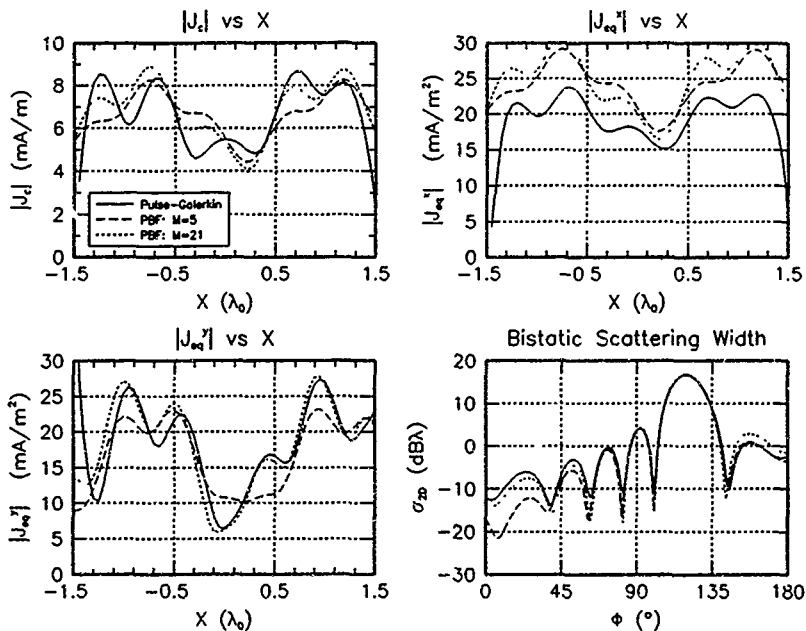 |J_c| vs X
|J_c| (mA/m)
10
8
6
4
2
0
Pulse-Galerkin
PBF: M=5
PBF: M=21
-1.5 -0.5 0.5 1.5
X (λ₀)
|J_eq^x| vs X
|J_eq^x| (mA/m²)
30
25
20
15
10
5
0
-1.5 -0.5 0.5 1.5
X (λ₀)
|J_eq^y| vs X
|J_eq^y| (mA/m²)
30
25
20
15
10
5
0
-1.5 -0.5 0.5 1.5
X (λ₀)
Bistatic Scattering Width
σ_2D (dBλ)
20
10
0
-10
-20
-30
0 45 90 135 180
Φ (°)